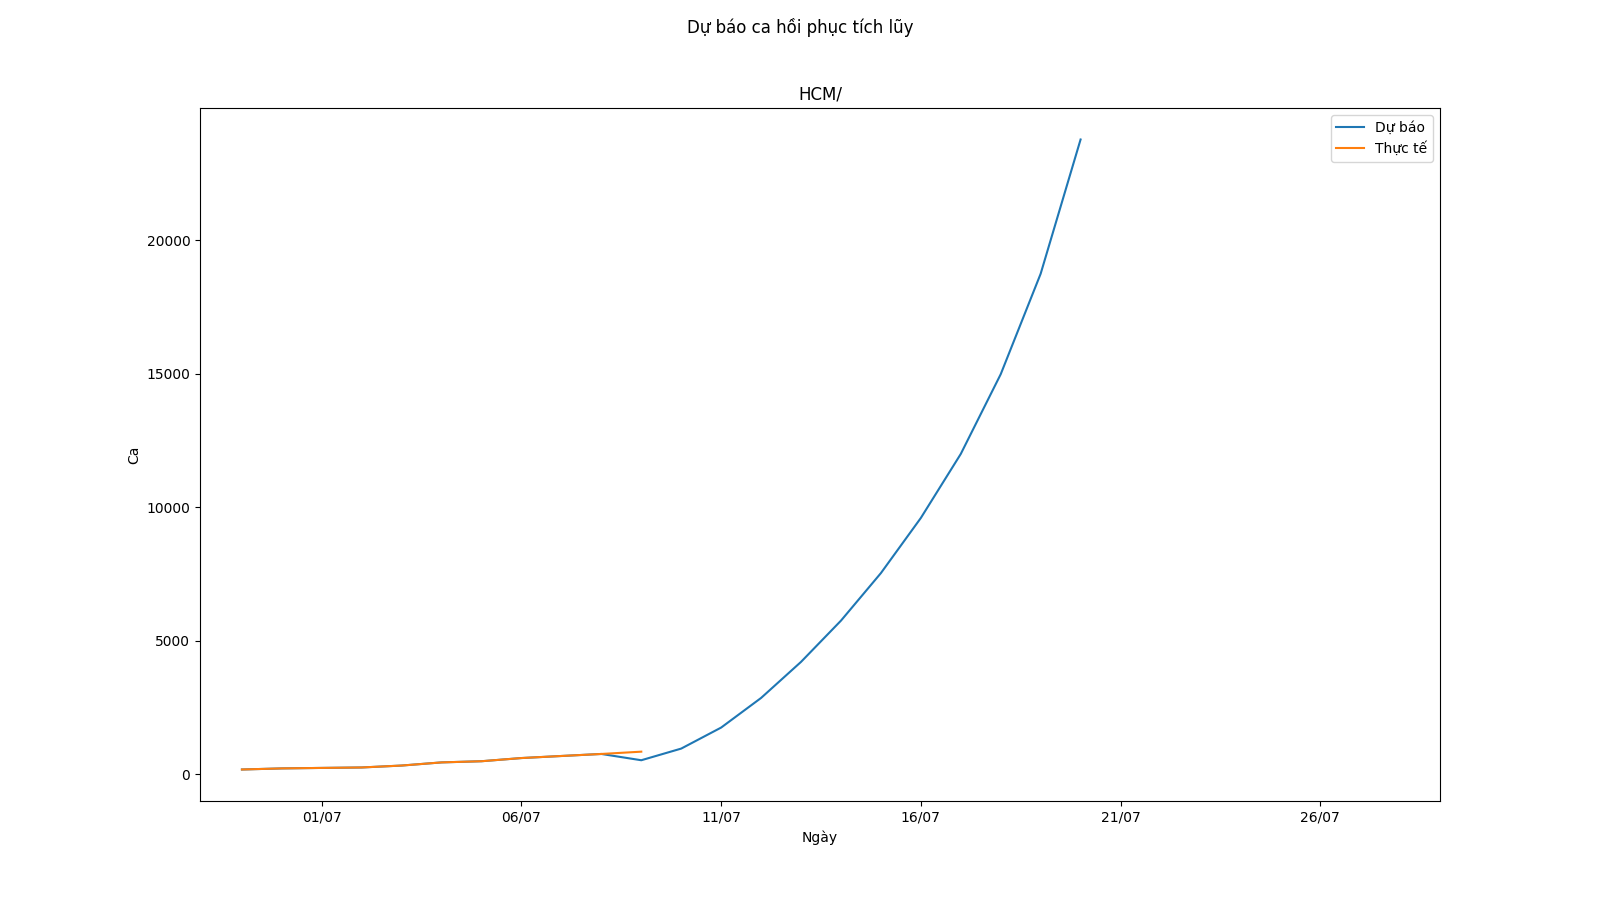 Dự báo ca hồi phục tích lũy
HCM/
Dự báo
Thực tế
Ca
20000
15000
10000
5000
0
01/07
06/07
11/07
16/07
21/07
26/07
Ngày